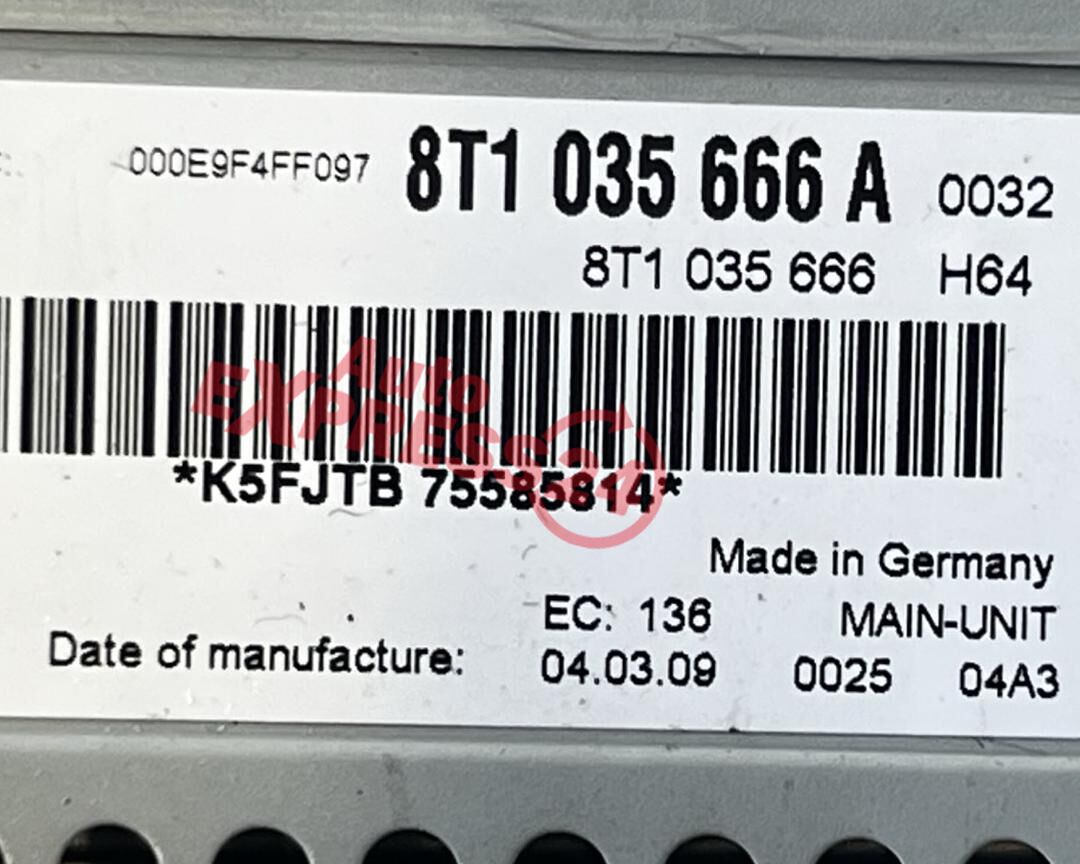 000E9F4FF097 8T1 035 666 A 0032
8T1 035 666 H64
Auto
EXPRESS24
*K5FJTB 75585814*
Made in Germany
EC: 136 MAIN-UNIT
Date of manufacture: 04.03.09 0025 04A3